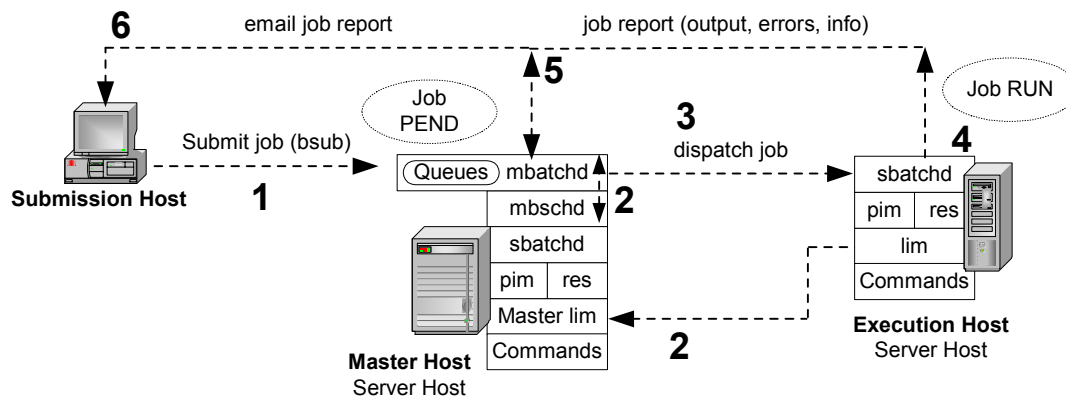 6
email job report
job report (output, errors, info)
5
Job
PEND
3
Job RUN
Submit job (bsub)
dispatch job
4
Queues
mbatchd
sbatchd
Submission Host
1
2
mbschd
pim
res
sbatchd
lim
pim
res
Commands
Master lim
Execution Host
Server Host
2
Commands
Master Host
Server Host